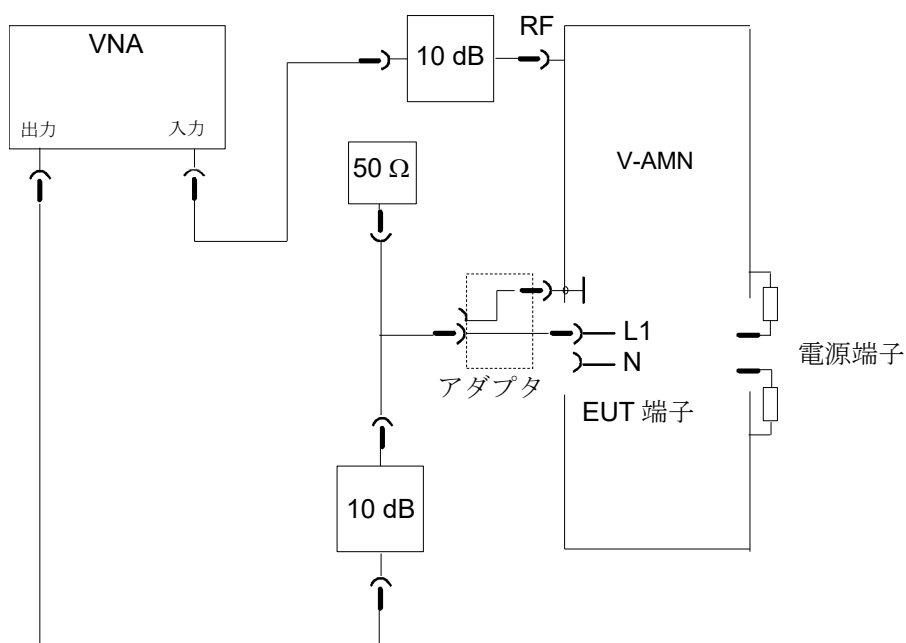 VNA
出力
入力
10 dB
RF
50 Ω
V-AMN
L1
N
アダプタ
EUT 端子
電源端子
10 dB